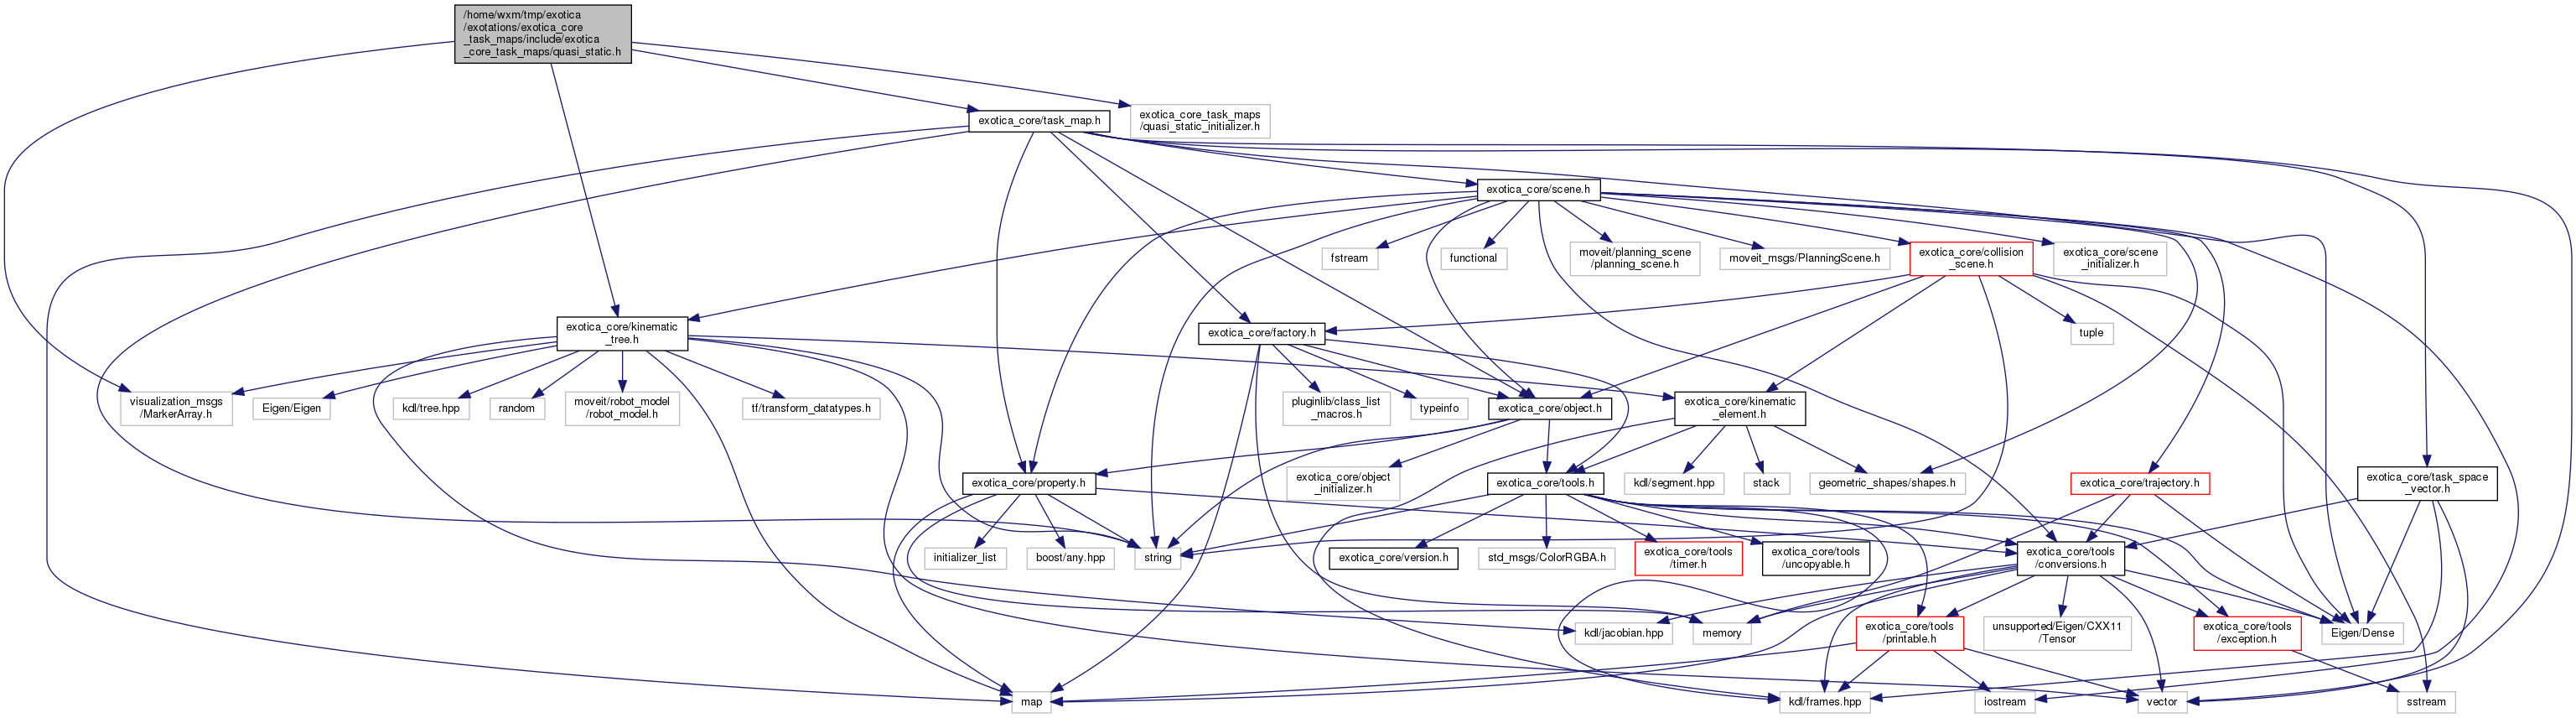 /home/wxm/tmp/exotica
/exotations/exotica_core
_task_maps/include/exotica
_core_task_maps/quasi_static.h
exotica_core/task_map.h
exotica_core_task_maps
/quasi_static_initializer.h
exotica_core/scene.h
fstream
functional
moveit/planning_scene
/planning_scene.h
moveit_msgs/PlanningScene.h
exotica_core/collision
_scene.h
exotica_core/scene
_initializer.h
exotica_core/kinematic
_tree.h
exotica_core/factory.h
tuple
visualization_msgs
/MarkerArray.h
Eigen/Eigen
kdl/tree.hpp
random
moveit/robot_model
/robot_model.h
tf/transform_datatypes.h
pluginlib/class_list
_macros.h
typeinfo
exotica_core/object.h
exotica_core/kinematic
_element.h
exotica_core/property.h
exotica_core/object
_initializer.h
exotica_core/tools.h
kdl/segment.hpp
stack
geometric_shapes/shapes.h
exotica_core/trajectory.h
exotica_core/task_space
_vector.h
initializer_list
boost/any.hpp
string
exotica_core/version.h
std_msgs/ColorRGBA.h
exotica_core/tools
/timer.h
exotica_core/tools
/uncopyable.h
exotica_core/tools
/conversions.h
kdl/jacobian.hpp
memory
exotica_core/tools
/printable.h
unsupported/Eigen/CXX11
/Tensor
exotica_core/tools
/exception.h
Eigen/Dense
map
kdl/frames.hpp
iostream
vector
sstream